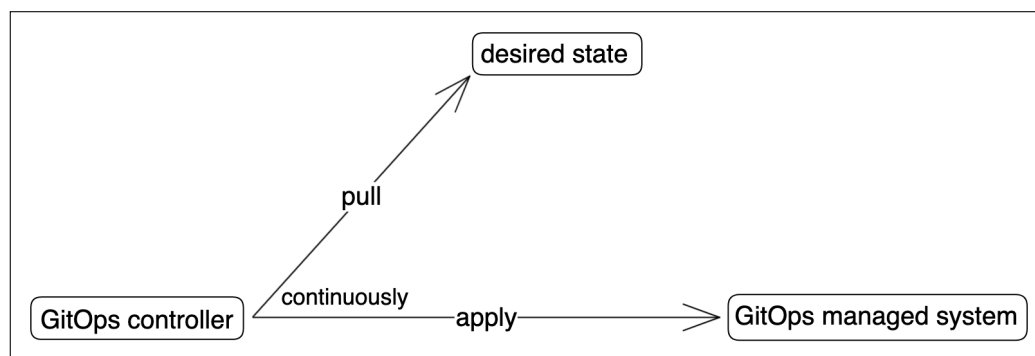 desired state
pull
continuously
GitOps controller
apply
GitOps managed system